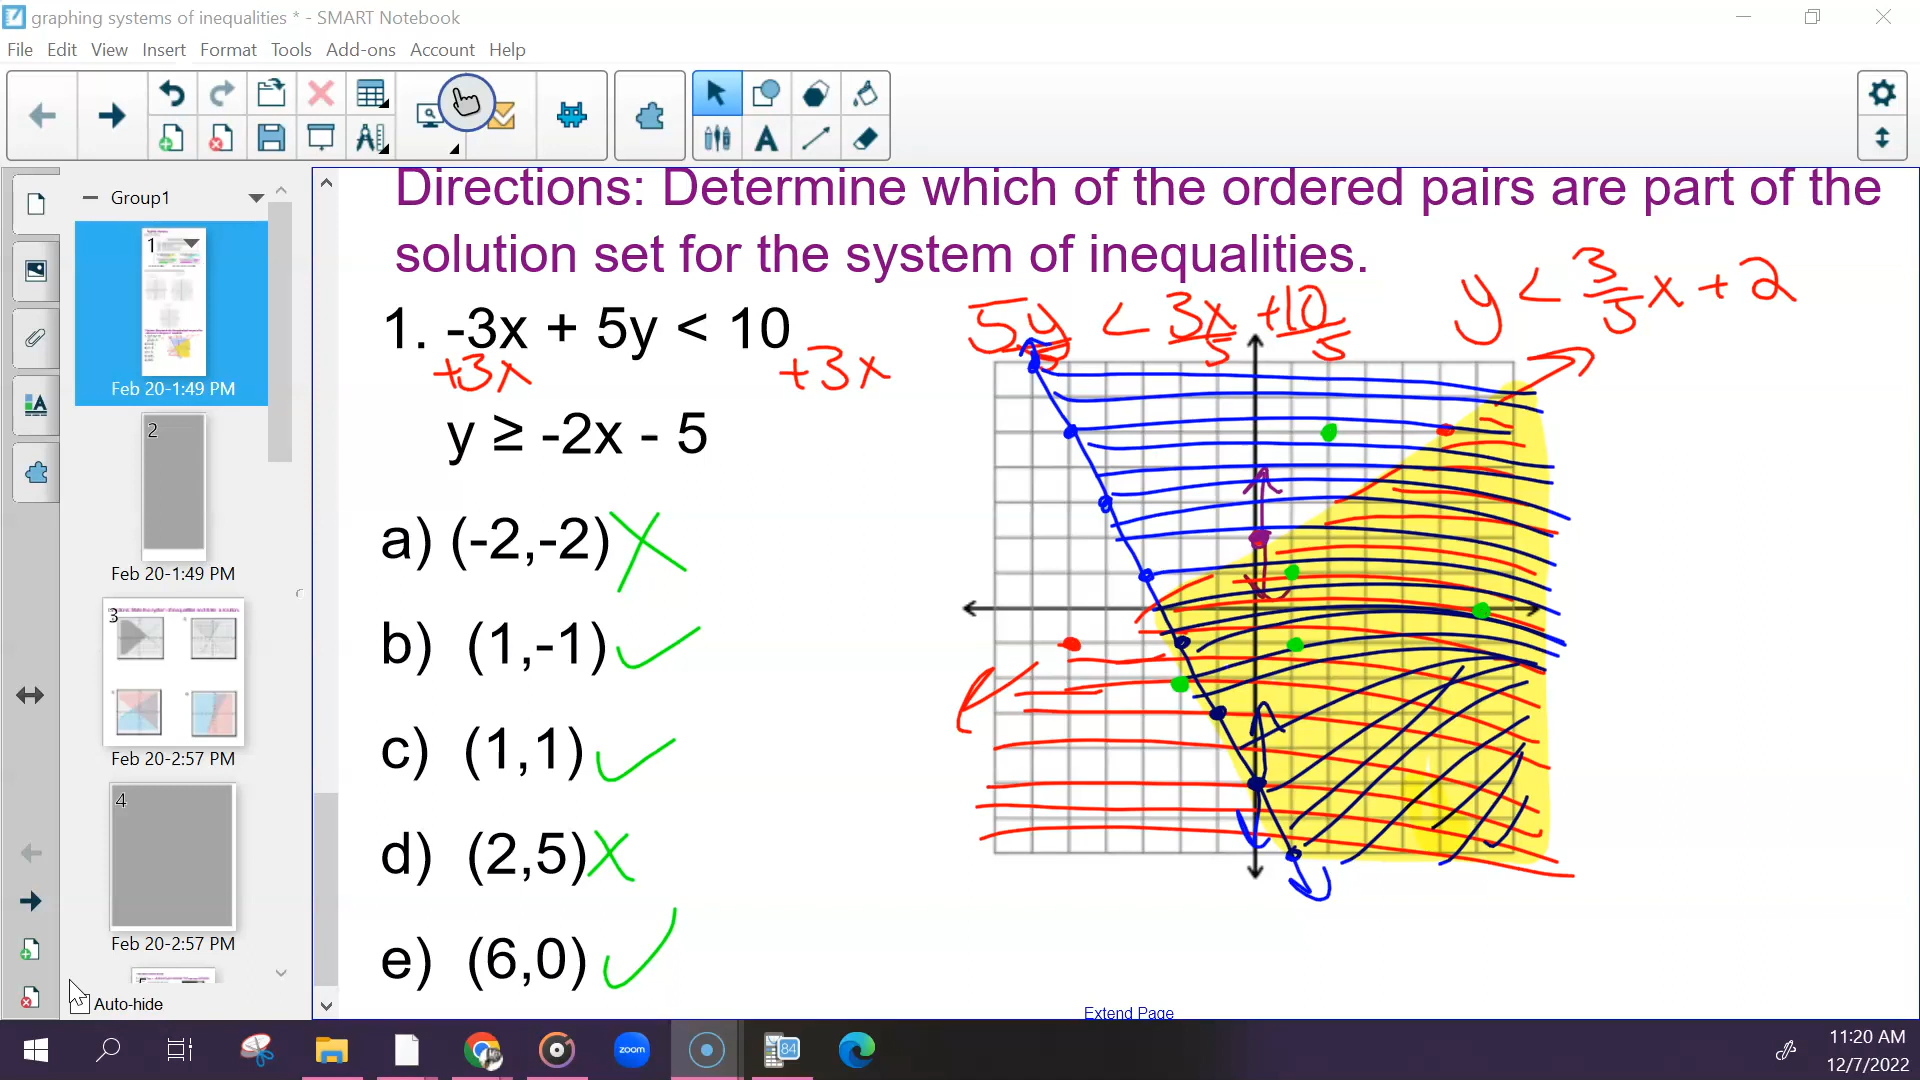 graphing systems of inequalities * - SMART Notebook
File Edit View Insert Format Tools Add-ons Account Help
Group1
1
Feb 20-1:49 PM
2
Feb 20-1:49 PM
3
Feb 20-2:57 PM
4
Feb 20-2:57 PM
Auto-hide
Directions: Determine which of the ordered pairs are part of the
solution set for the system of inequalities.
1. -3x + 5y < 10
+3x +3x
5y < 3x + 10
5 5 5
y < 3/5 x + 2
y ≥ -2x - 5
a) (-2,-2) X
b) (1,-1) ✓
c) (1,1) ✓
d) (2,5) X
e) (6,0) ✓
Extend Page
zoom
84
11:20 AM
12/7/2022